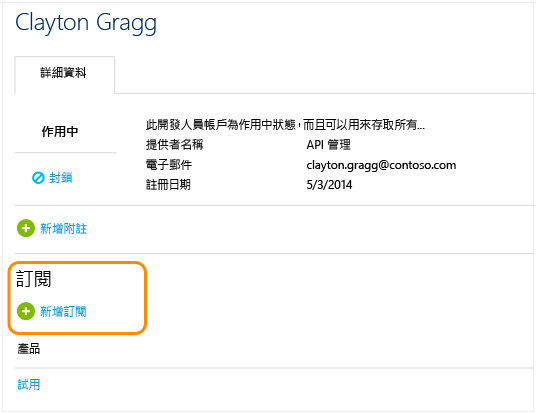 Clayton Gragg
詳細資料
作用中
此開發人員帳戶為作用中狀態，而且可以用來存取所有...
提供者名稱 API 管理
電子郵件 clayton.gragg@contoso.com
封鎖
註冊日期 5/3/2014
新增附註
訂閱
新增訂閱
產品
試用